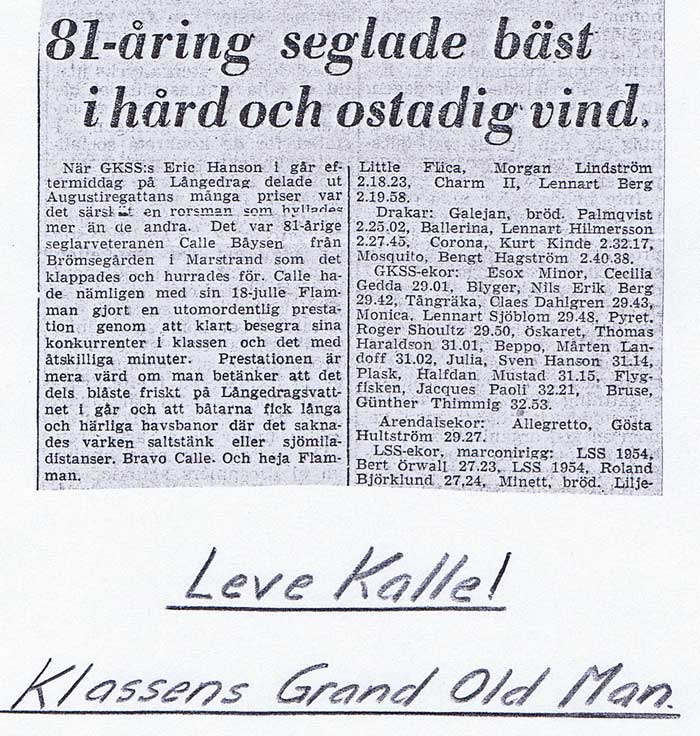 81-åring seglade bäst
i hård och ostadig vind.
När GKSS:s Eric Hanson i går ef-
termiddag på Långedrag delade ut
Augustiregattans många priser var
det särskilt en rorsman som hyllades
mer än de andra. Det var 81-årige
seglarveteranen Calle Båysen från
Brömsegården i Marstrand som det
klappades och hurrades för. Calle ha-
de nämligen med sin 18-julle Flam-
man gjort en utomordentlig presta-
tion genom att klart besegra sina
konkurrenter i klassen och det med
åtskilliga minuter. Prestationen är
mera värd om man betänker att det
dels blåste friskt på Långedragsvatt-
net i går och att båtarna fick långa
och härliga havsbanor där det sakna-
des varken saltstänk eller sjömila-
distanser. Bravo Calle. Och heja Flam-
man.
Little Flica, Morgan Lindström
2.18.23, Charm II, Lennart Berg
2.19.58.
Drakar: Galejan, bröd. Palmqvist
2.25.02, Ballerina, Lennart Hilmersson
2.27.45, Corona, Kurt Kinde 2.32.17,
Mosquito, Bengt Hagström 2.40.38.
GKSS-ekor: Esox Minor, Cecilia
Gedda 29.01, Blyger, Nils Erik Berg
29.42, Tångräka, Claes Dahlgren 29.43,
Monica, Lennart Sjöblom 29.48, Pyret,
Roger Shoultz 29.50, öskaret, Thomas
Haraldson 31.01, Beppo, Mårten Lan-
doff 31.02, Julia, Sven Hanson 31.14,
Plask, Halfdan Mustad 31.15, Flyg-
fisken, Jacques Paoli 32.21, Bruse,
Günther Thimmig 32.53.
Arendalsekor: Allegretto, Gösta
Hultström 29.27.
LSS-ekor, marconirigg: LSS 1954,
Bert örwall 27.23, LSS 1954, Roland
Björklund 27,24, Minett, bröd. Lilje-
Leve Kalle!
Klassens Grand Old Man.